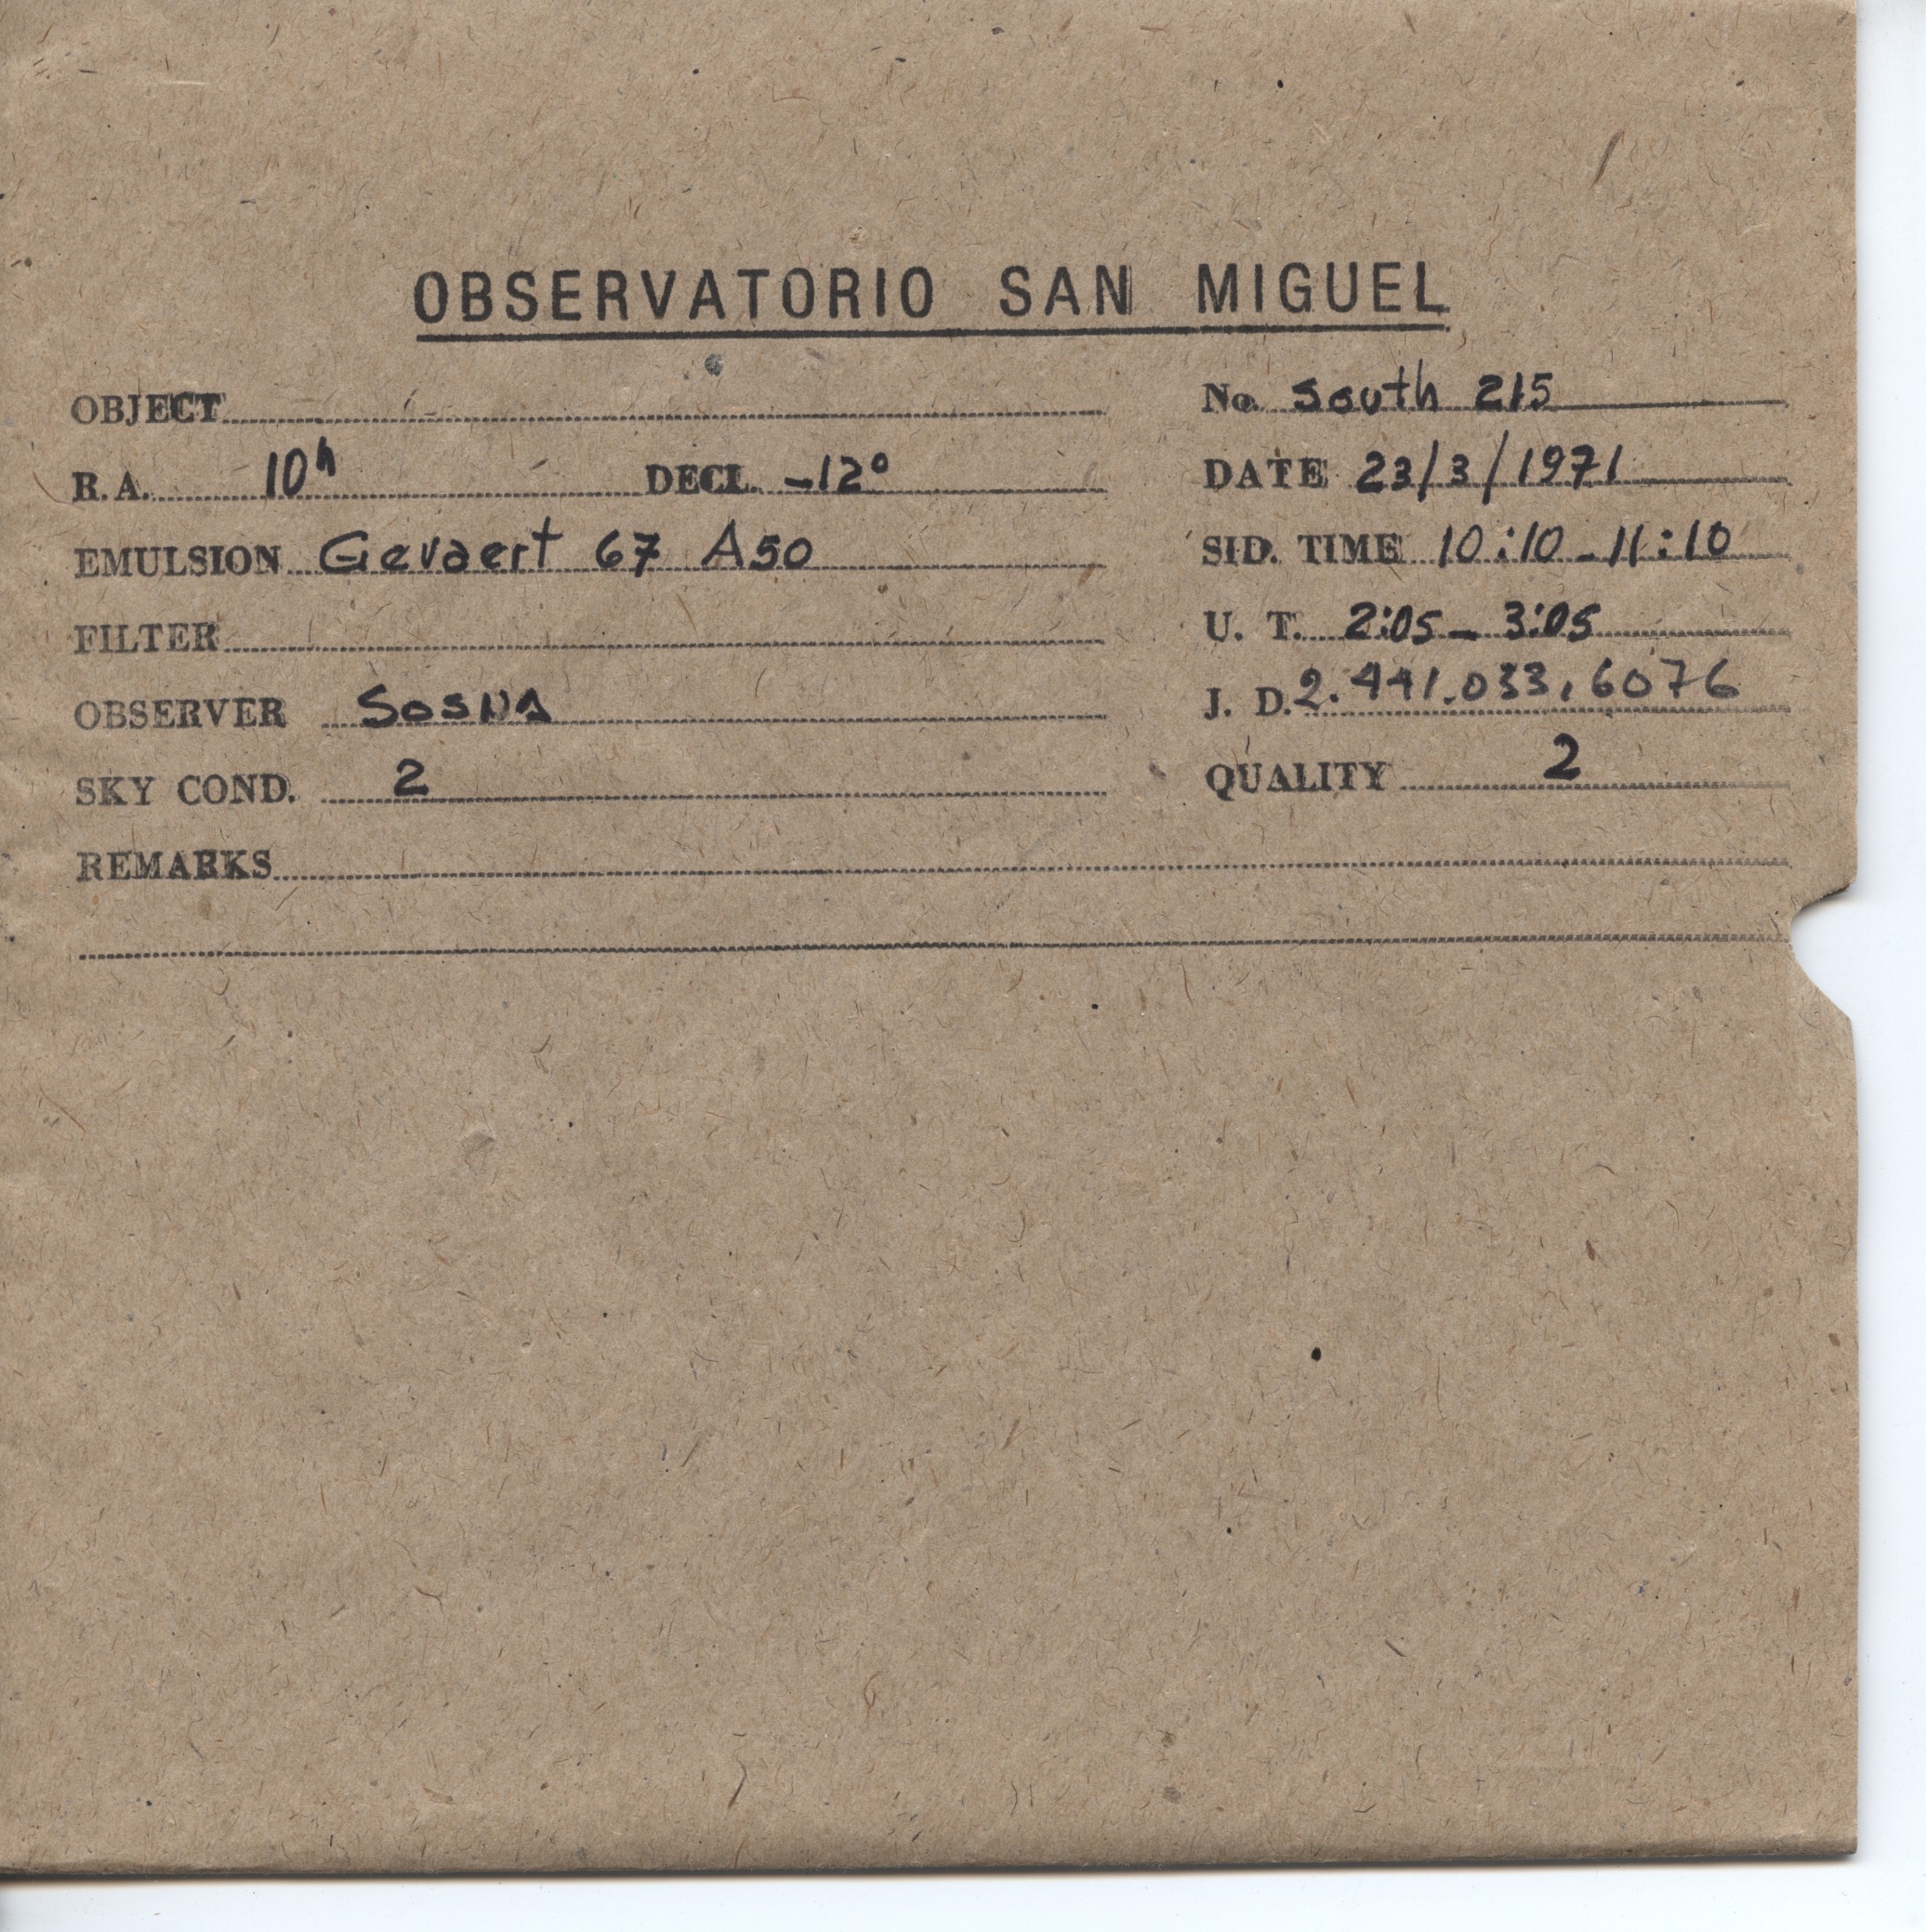 OBSERVATORIO SAN MIGUEL
OBJECT
No. South 215
R.A. 10h DECL. -12°
DATE 23/3/1971
EMULSION Gevaert 67 A50
SID. TIME 10:10 - 11:10
FILTER
U. T. 2:05 - 3:05
OBSERVER Sosna
J. D. 2.441.033,6076
SKY COND. 2
QUALITY 2
REMARKS